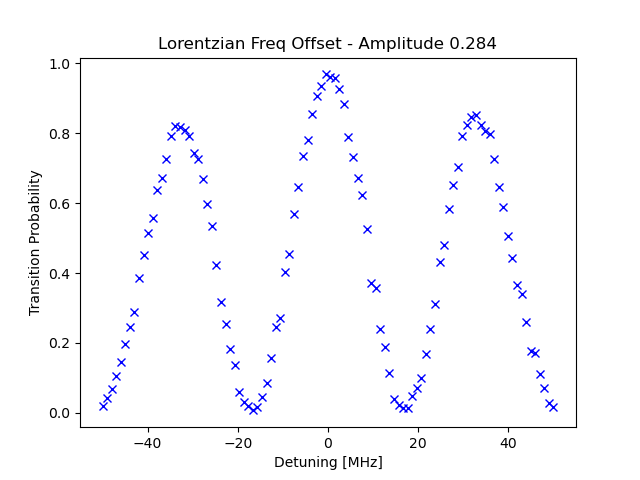 Lorentzian Freq Offset - Amplitude 0.284
Transition Probability
1.0
0.8
0.6
0.4
0.2
0.0
−40 −20 0 20 40
Detuning [MHz]